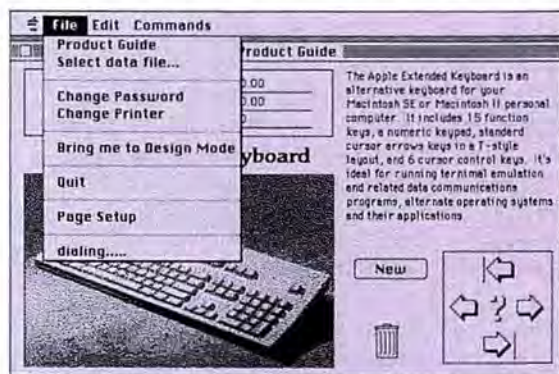 File Edit Commands
Product Guide
Product Guide
Select data file...
Change Password
Change Printer
Bring me to Design Mode
Quit
Page Setup
dialing.....
0.00
0.00
0
yboard
The Apple Extended Keyboard is an
alternative keyboard for your
Macintosh SE or Macintosh II personal
computer. It includes 15 function
keys, a numeric keypad, standard
cursor arrows keys in a T-style
layout, and 6 cursor control keys. It's
ideal for running terminal emulation
and related data communications
programs, alternate operating systems
and their applications
New
?